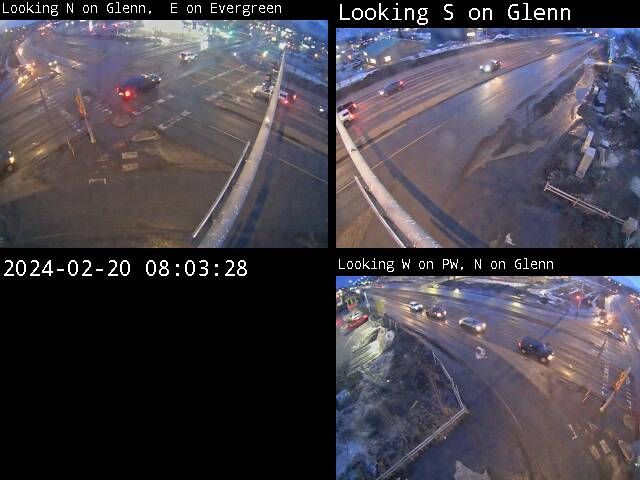 Looking N on Glenn,  E on Evergreen
Looking S on Glenn
2024-02-20 08:03:28
Looking W on PW, N on Glenn